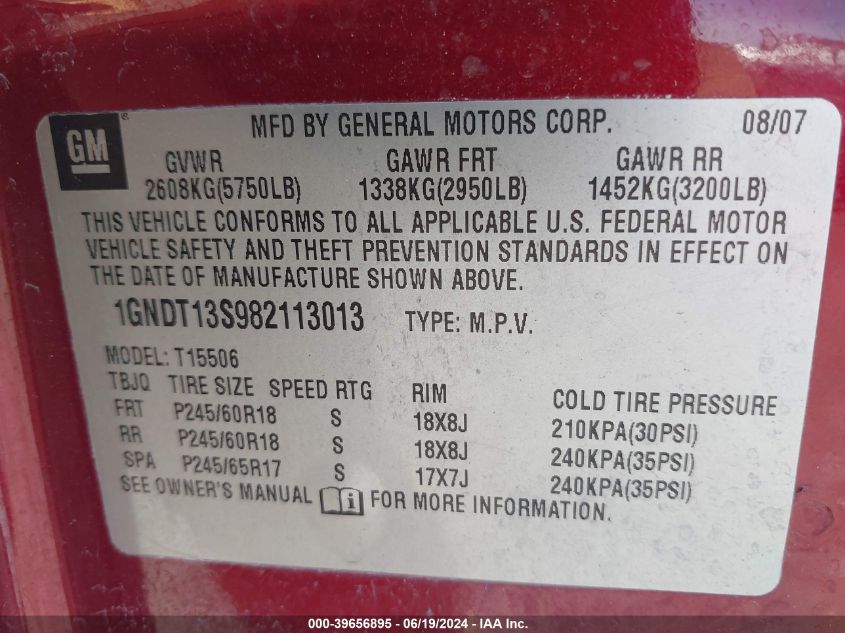 GM ®
MFD BY GENERAL MOTORS CORP. 08/07
GVWR GAWR FRT GAWR RR
2608KG(5750LB) 1338KG(2950LB) 1452KG(3200LB)
THIS VEHICLE CONFORMS TO ALL APPLICABLE U.S. FEDERAL MOTOR
VEHICLE SAFETY AND THEFT PREVENTION STANDARDS IN EFFECT ON
THE DATE OF MANUFACTURE SHOWN ABOVE.
1GNDT13S982113013 TYPE: M.P.V.
MODEL: T15506
TBJQ TIRE SIZE SPEED RTG RIM COLD TIRE PRESSURE
FRT P245/60R18 S 18X8J 210KPA(30PSI)
RR P245/60R18 S 18X8J 240KPA(35PSI)
SPA P245/65R17 S 17X7J 240KPA(35PSI)
SEE OWNER'S MANUAL i FOR MORE INFORMATION.
000-39656895 - 06/19/2024 - IAA Inc.